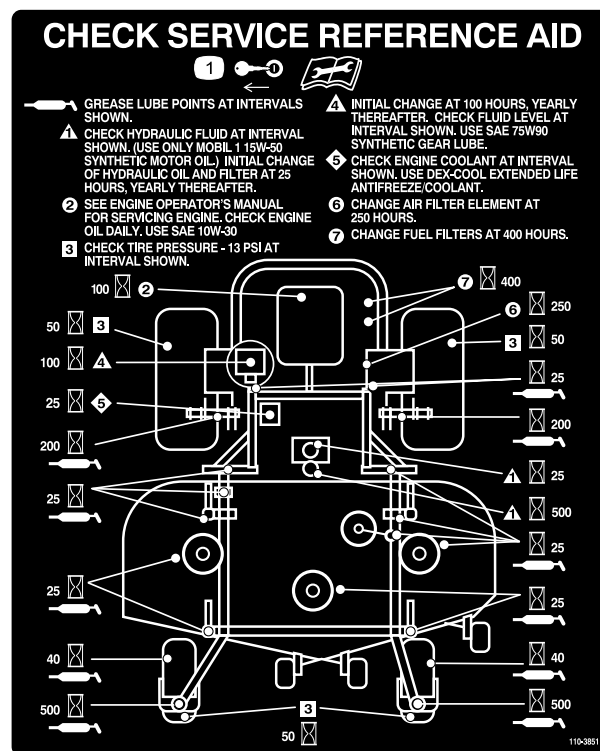 CHECK SERVICE REFERENCE AID
1
GREASE LUBE POINTS AT INTERVALS
SHOWN.
1 CHECK HYDRAULIC FLUID AT INTERVAL
SHOWN. (USE ONLY MOBIL 1 15W-50
SYNTHETIC MOTOR OIL.) INITIAL CHANGE
OF HYDRAULIC OIL AND FILTER AT 25
HOURS, YEARLY THEREAFTER.
2 SEE ENGINE OPERATOR'S MANUAL
FOR SERVICING ENGINE. CHECK ENGINE
OIL DAILY. USE SAE 10W-30
3 CHECK TIRE PRESSURE - 13 PSI AT
INTERVAL SHOWN.
4 INITIAL CHANGE AT 100 HOURS, YEARLY
THEREAFTER. CHECK FLUID LEVEL AT
INTERVAL SHOWN. USE SAE 75W90
SYNTHETIC GEAR LUBE.
5 CHECK ENGINE COOLANT AT INTERVAL
SHOWN. USE DEX-COOL EXTENDED LIFE
ANTIFREEZE/COOLANT.
6 CHANGE AIR FILTER ELEMENT AT
250 HOURS.
7 CHANGE FUEL FILTERS AT 400 HOURS.
100 2
7 400
6 250
50 3
3 50
100 4
25
25 5
200
200
1 25
25
1 500
25
25
25
40
40
500
500
3
50
110-3851